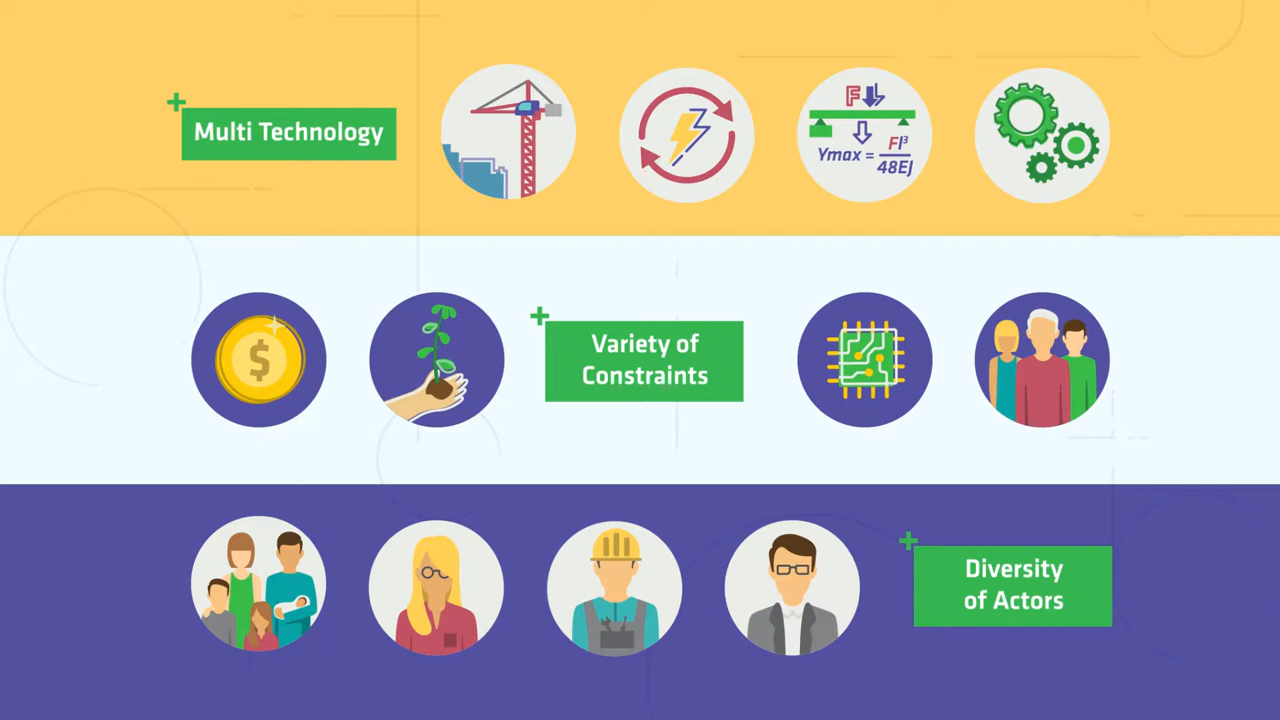 Multi Technology
F
Ymax = Fl³
48EJ
$
Variety of
Constraints
Diversity
of Actors